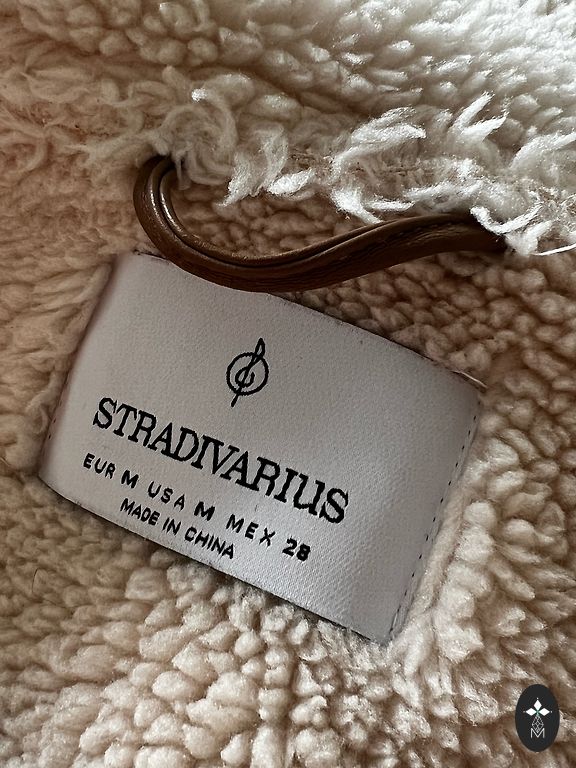 STRADIVARIUS
EUR M USA M MEX 28
MADE IN CHINA
M